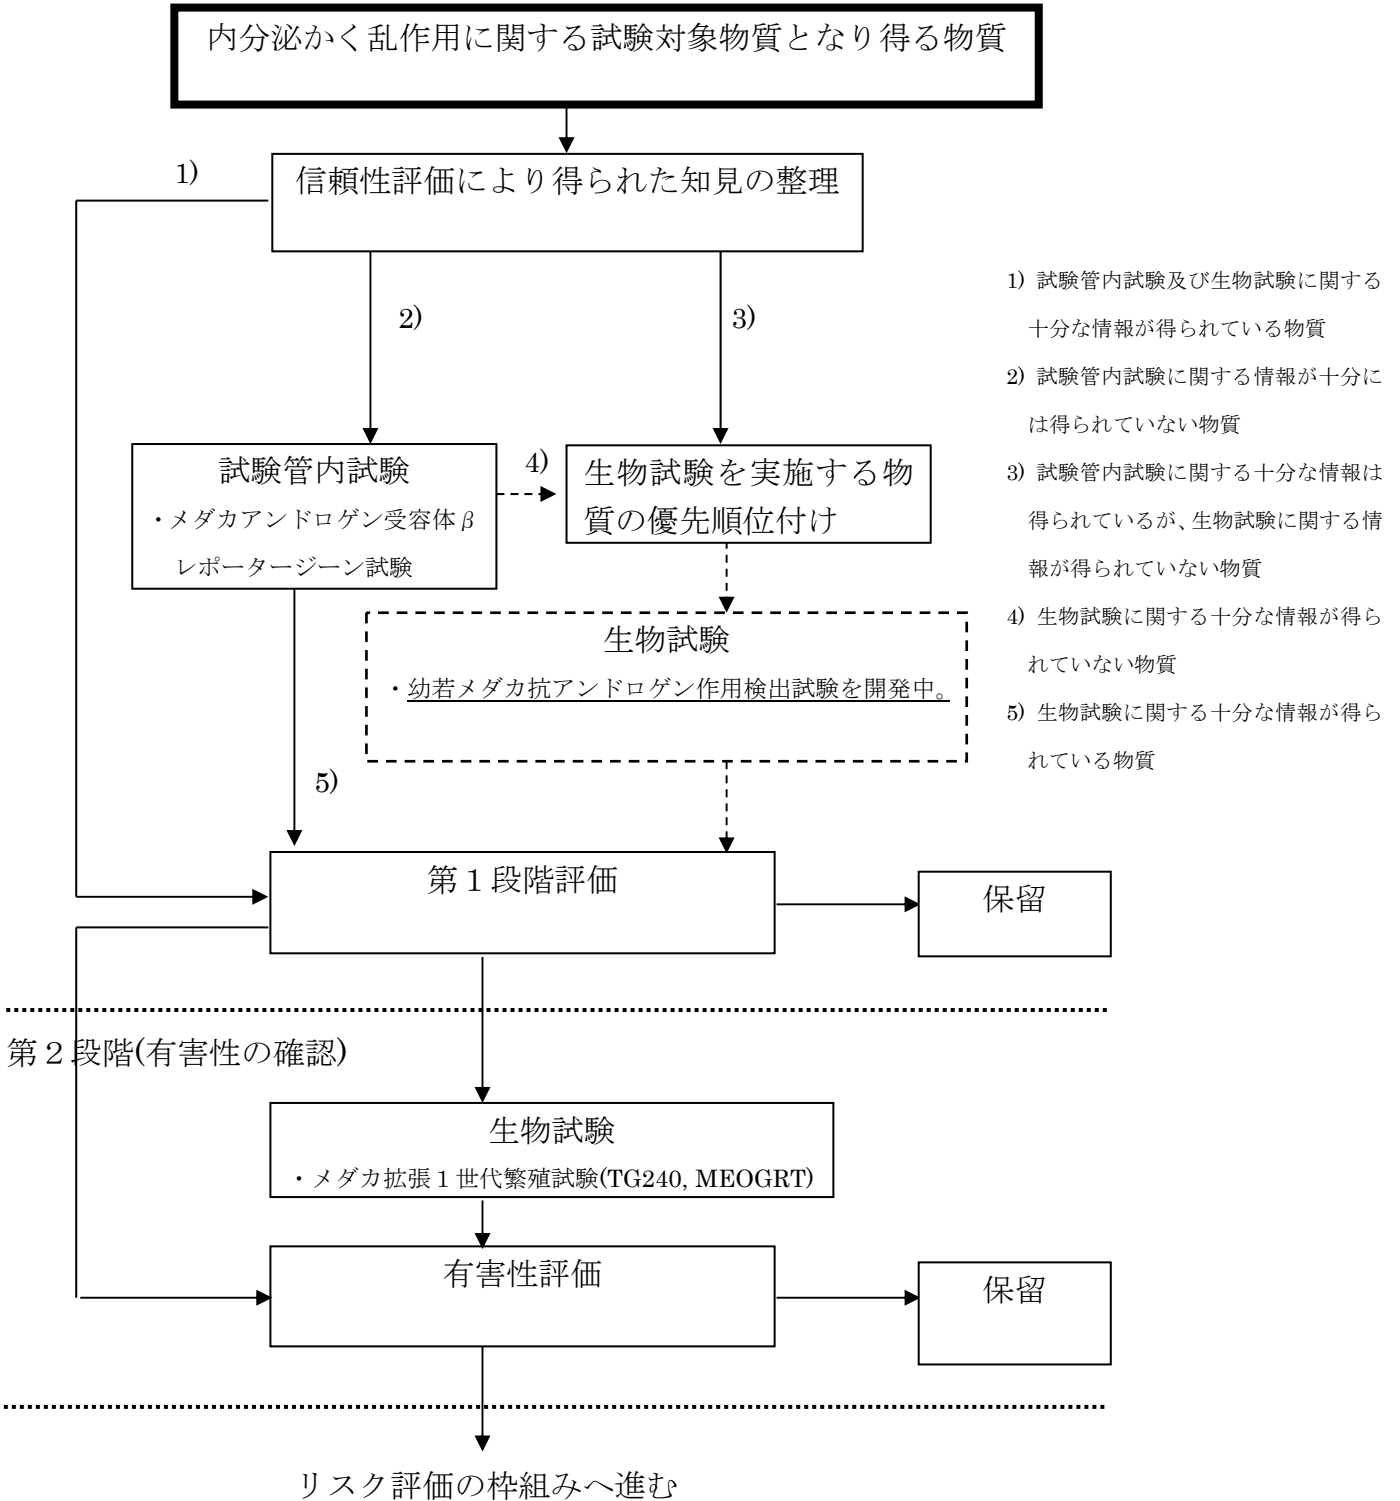 内分泌かく乱作用に関する試験対象物質となり得る物質
1)
信頼性評価により得られた知見の整理
2)
3)
1) 試験管内試験及び生物試験に関する
十分な情報が得られている物質
2) 試験管内試験に関する情報が十分に
は得られていない物質
3) 試験管内試験に関する十分な情報は
得られているが、生物試験に関する情
報が得られていない物質
4) 生物試験に関する十分な情報が得ら
れていない物質
5) 生物試験に関する十分な情報が得ら
れている物質
試験管内試験
・メダカアンドロゲン受容体β
レポータージーン試験
4)
生物試験を実施する物
質の優先順位付け
生物試験
・幼若メダカ抗アンドロゲン作用検出試験を開発中。
5)
第１段階評価
保留
第２段階(有害性の確認)
生物試験
・メダカ拡張１世代繁殖試験(TG240, MEOGRT)
有害性評価
保留
リスク評価の枠組みへ進む